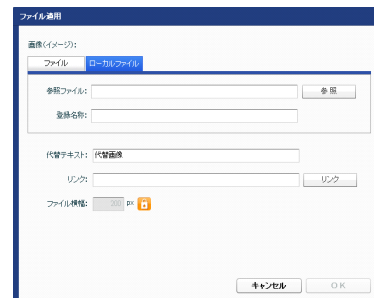 ファイル適用
画像(イメージ):
ファイル ローカルファイル
参照ファイル: 参 照
登録名称:
代替テキスト: 代替画像
リンク: リンク
ファイル横幅: 200 px
キャンセル O K